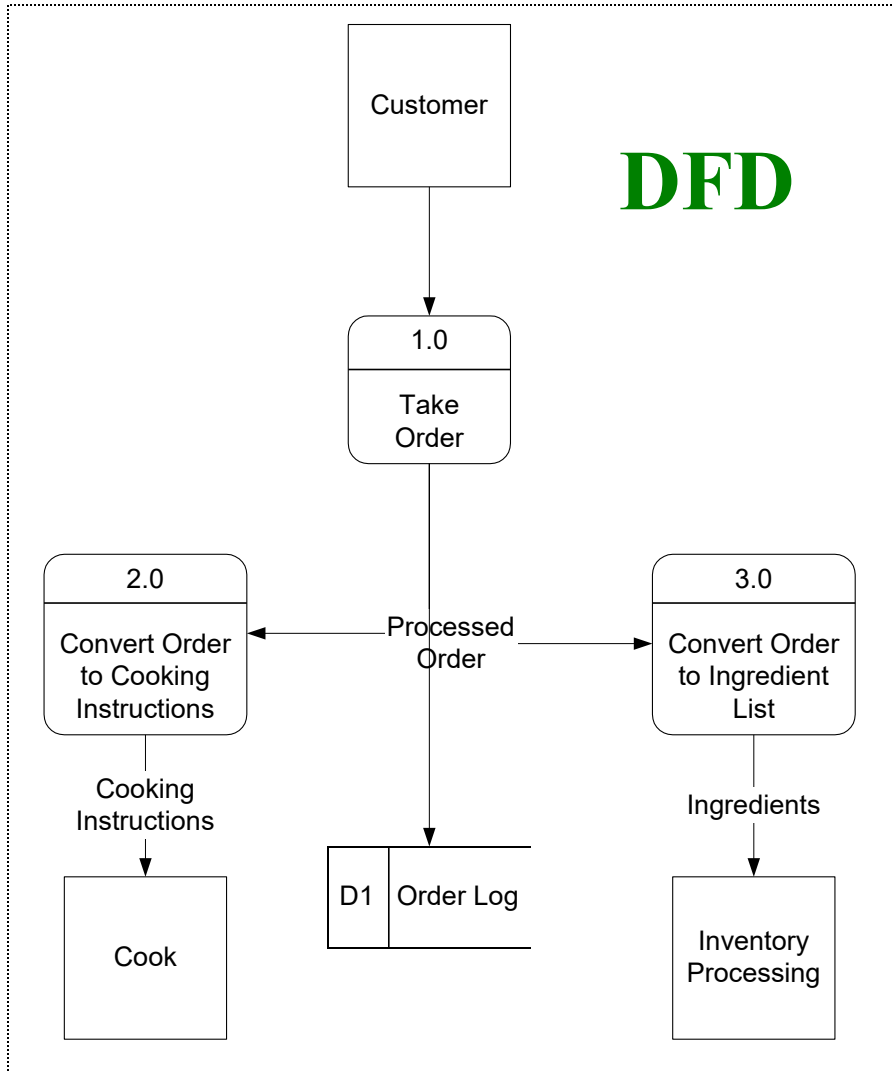 Customer
DFD
1.0
Take
Order
2.0
Convert Order
to Cooking
Instructions
Processed
Order
3.0
Convert Order
to Ingredient
List
Cooking
Instructions
Ingredients
Cook
D1 Order Log
Inventory
Processing